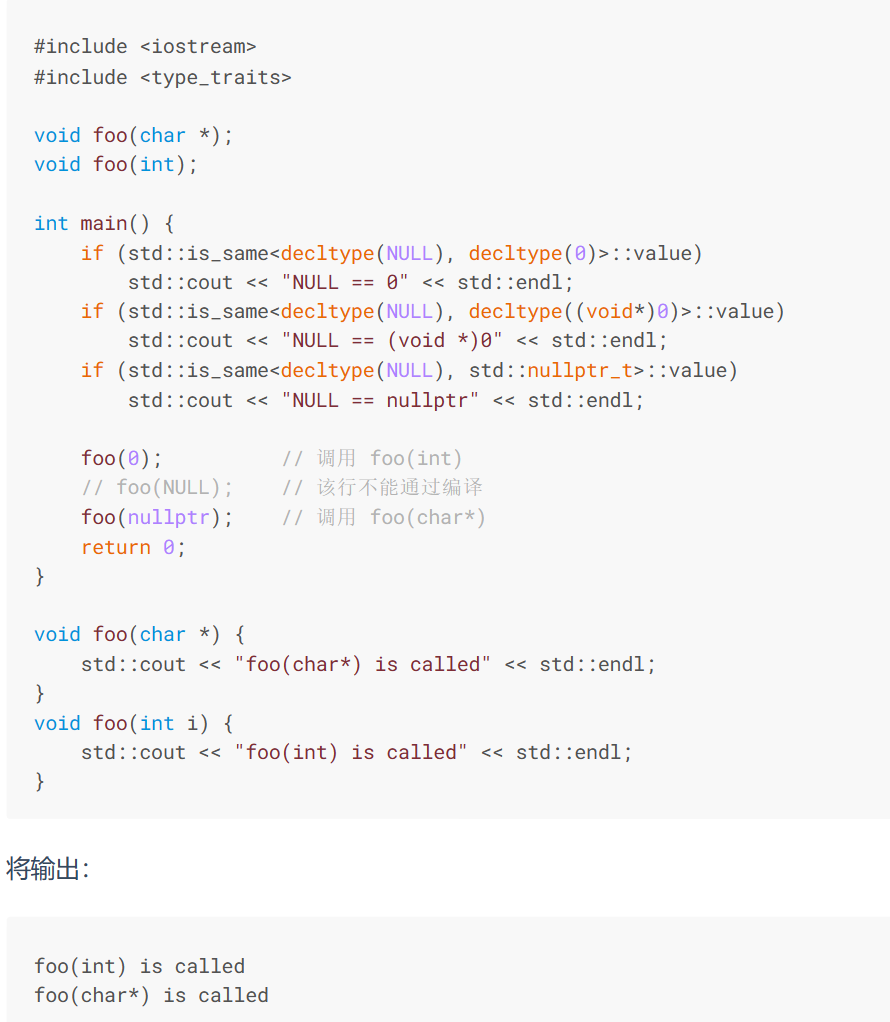 #include <iostream>
#include <type_traits>

void foo(char *);
void foo(int);

int main() {
    if (std::is_same<decltype(NULL), decltype(0)>::value)
        std::cout << "NULL == 0" << std::endl;
    if (std::is_same<decltype(NULL), decltype((void*)0)>::value)
        std::cout << "NULL == (void *)0" << std::endl;
    if (std::is_same<decltype(NULL), std::nullptr_t>::value)
        std::cout << "NULL == nullptr" << std::endl;

    foo(0);          // 调用 foo(int)
    // foo(NULL);    // 该行不能通过编译
    foo(nullptr);    // 调用 foo(char*)
    return 0;
}

void foo(char *) {
    std::cout << "foo(char*) is called" << std::endl;
}
void foo(int i) {
    std::cout << "foo(int) is called" << std::endl;
}

将输出：

foo(int) is called
foo(char*) is called